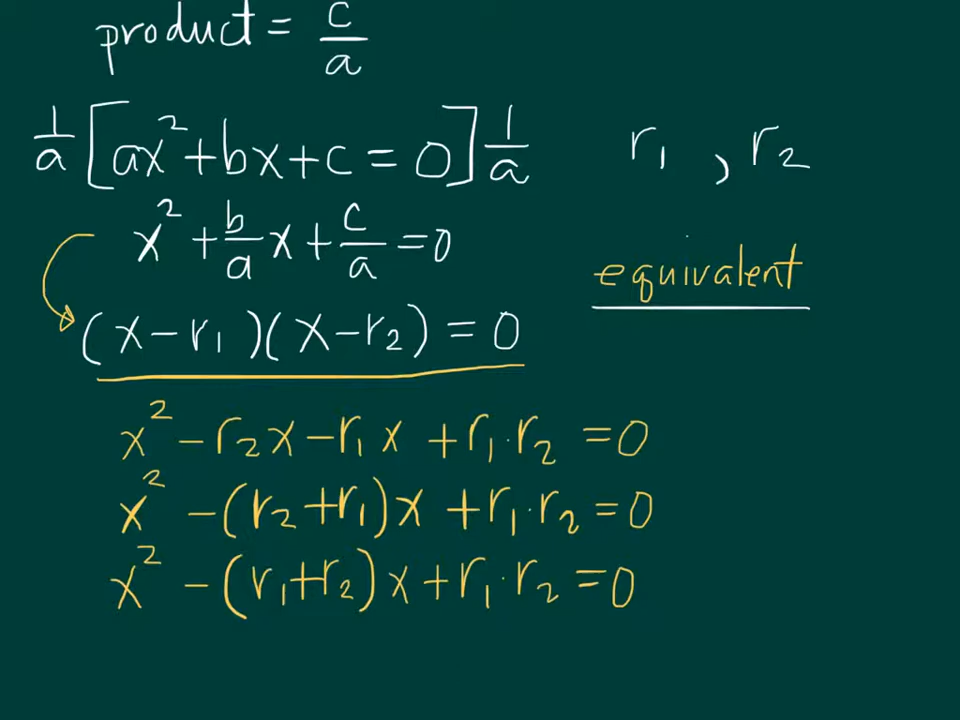 product = c/a
1/a [ax² + bx + c = 0] 1/a
r₁ , r₂
x² + b/a x + c/a = 0
equivalent
(x - r₁)(x - r₂) = 0
x² - r₂x - r₁x + r₁·r₂ = 0
x² - (r₂ + r₁)x + r₁·r₂ = 0
x² - (r₁ + r₂)x + r₁·r₂ = 0